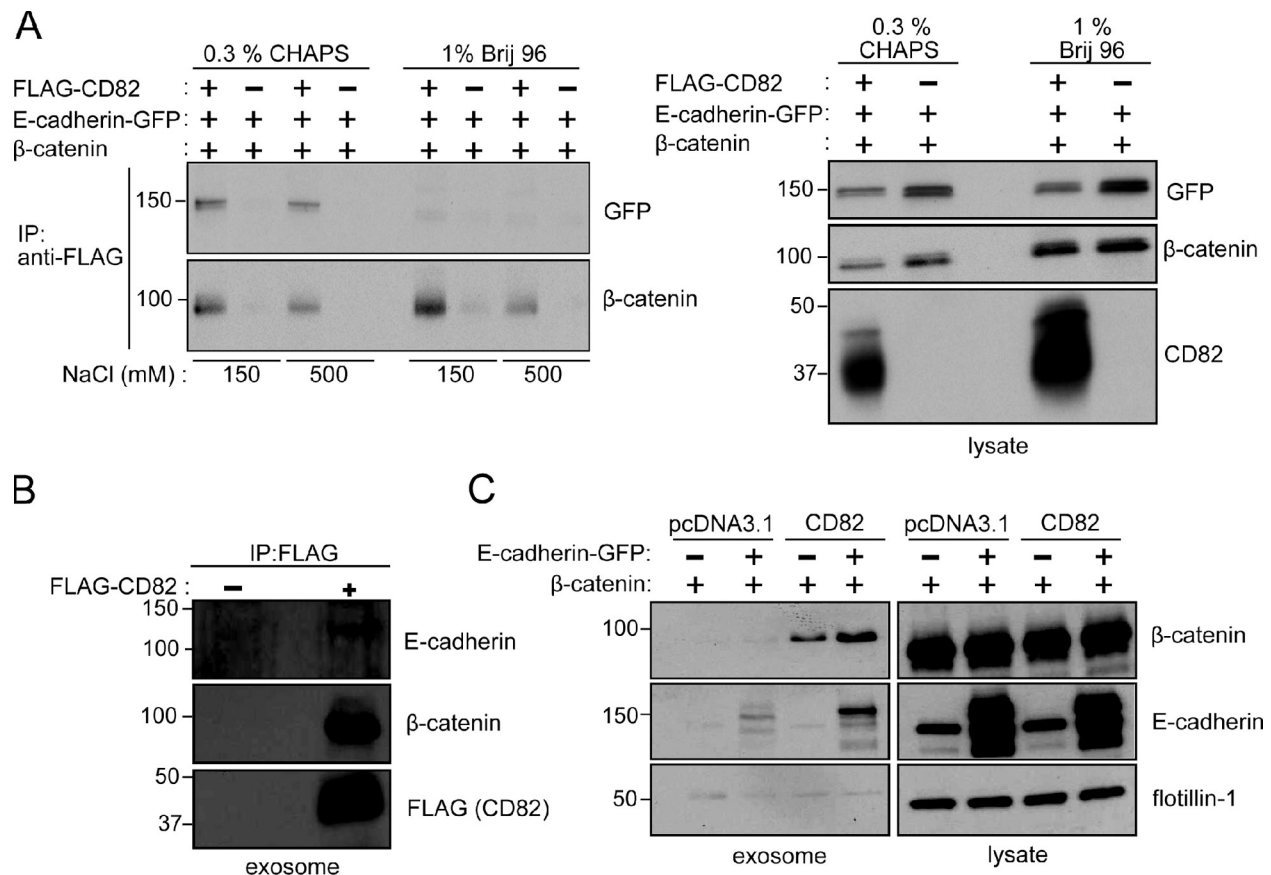 A
0.3 % CHAPS 1% Brij 96
FLAG-CD82 : + − + − + − + −
E-cadherin-GFP : + + + + + + + +
β-catenin : + + + + + + + +
IP:
anti-FLAG
150 GFP
100 β-catenin
NaCl (mM) : 150 500 150 500
0.3 % 1 %
CHAPS Brij 96
FLAG-CD82 : + − + −
E-cadherin-GFP : + + + +
β-catenin : + + + +
150 GFP
100 β-catenin
50
37 CD82
lysate
B
IP:FLAG
FLAG-CD82 : − +
150
100 E-cadherin
100 β-catenin
50
37 FLAG (CD82)
exosome
C
pcDNA3.1 CD82 pcDNA3.1 CD82
E-cadherin-GFP: − + − + − + − +
β-catenin: + + + + + + + +
100 β-catenin
150 E-cadherin
50 flotillin-1
exosome lysate